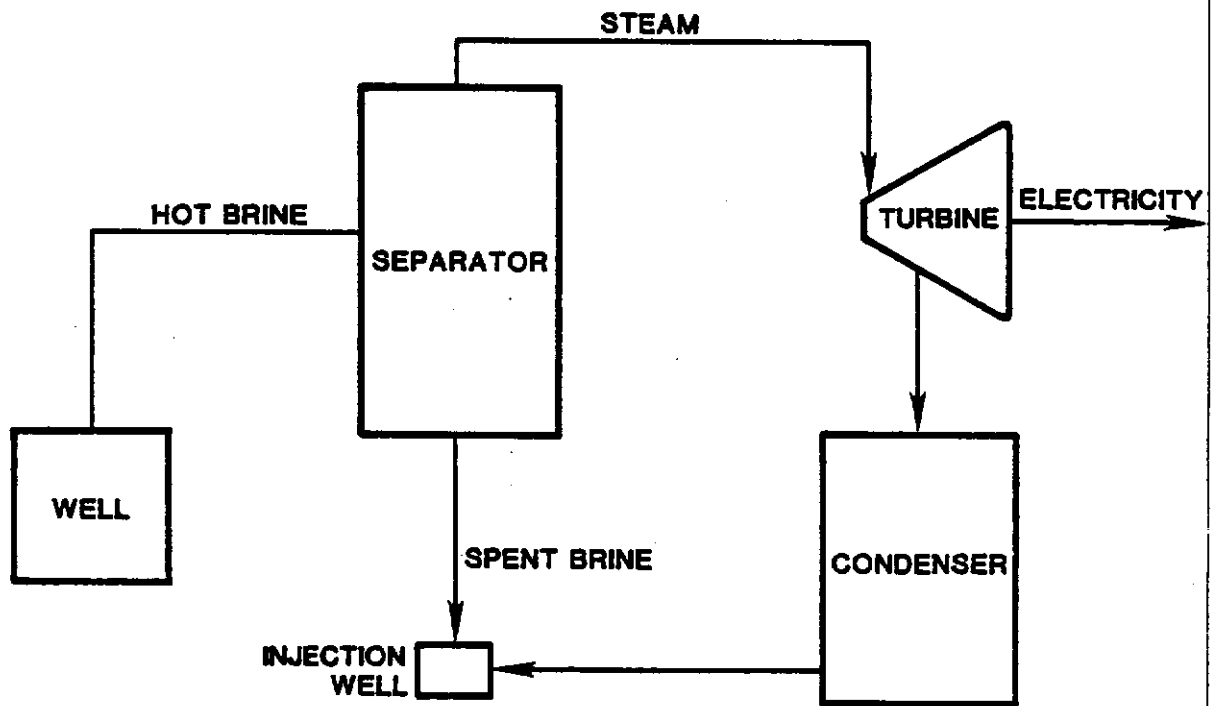 STEAM
HOT BRINE
SEPARATOR
TURBINE
ELECTRICITY
WELL
SPENT BRINE
CONDENSER
INJECTION
WELL